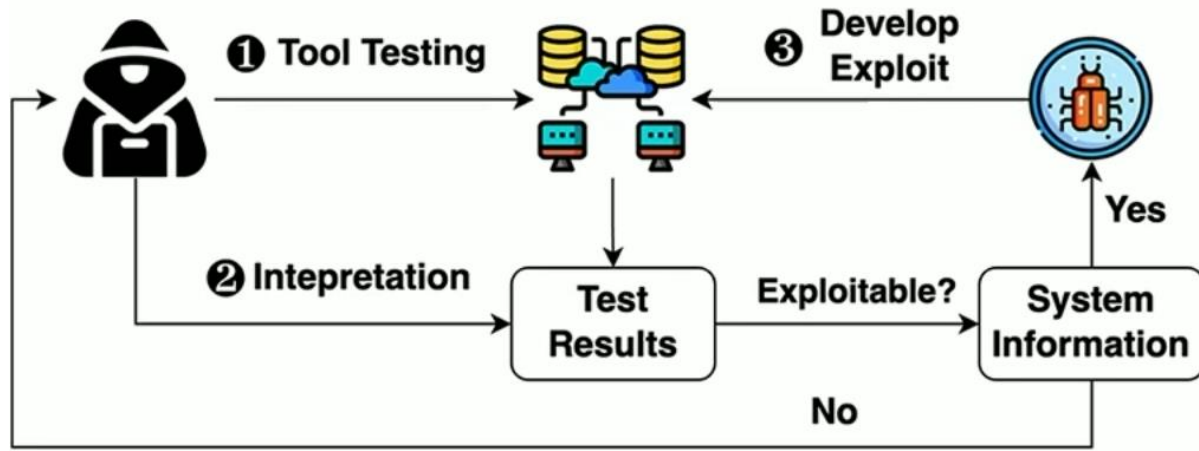 ❶ Tool Testing
❸ Develop
Exploit
Yes
❷ Intepretation
Test
Results
Exploitable?
System
Information
No